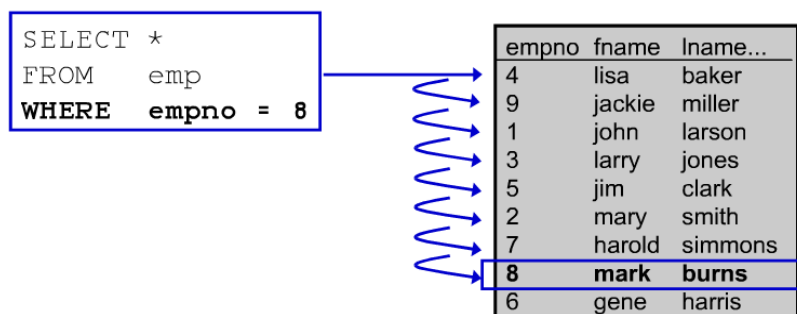 SELECT *
FROM emp
WHERE empno = 8
empno fname lname...
4 lisa baker
9 jackie miller
1 john larson
3 larry jones
5 jim clark
2 mary smith
7 harold simmons
8 mark burns
6 gene harris